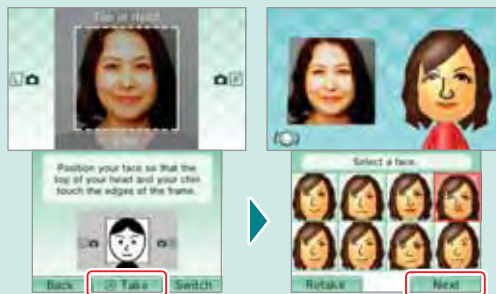 Top of Head
L
R
Position your face so that the
top of your head and your chin
touch the edges of the frame.
Back
Take
Switch
Select a face.
Retake
Next